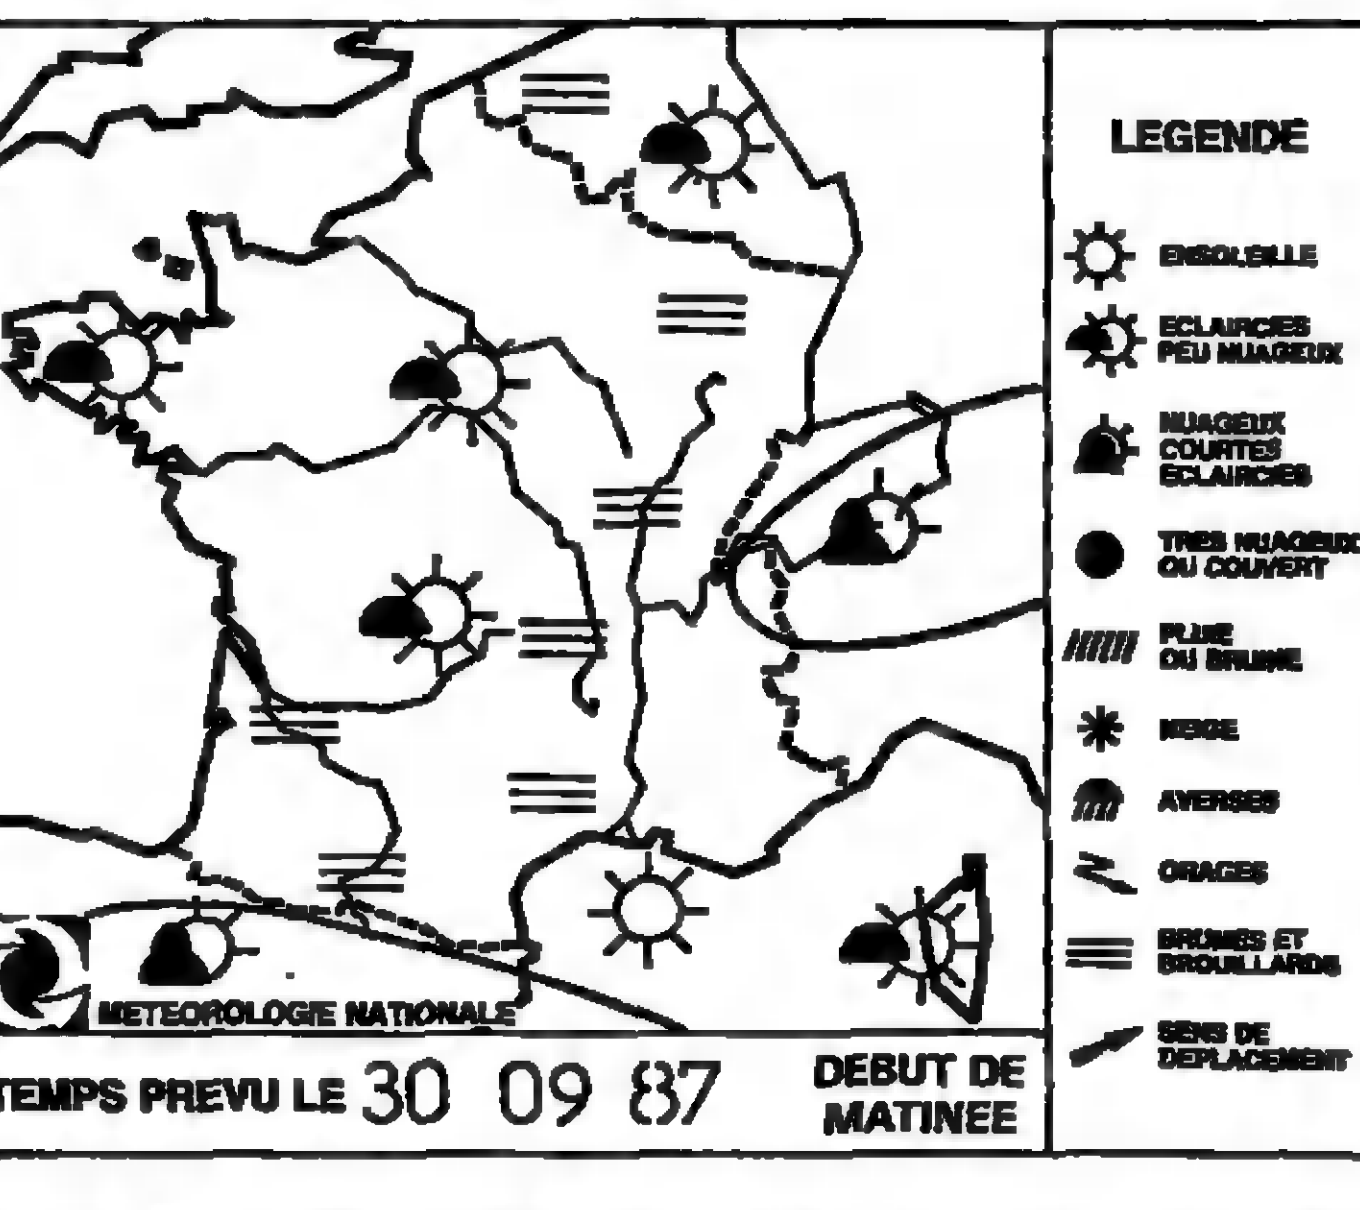 METEOROLOGIE NATIONALE
TEMPS PREVU LE 30 09 87
DEBUT DE
MATINEE
LEGENDE
ENSOLEILLE
ECLAIRCIES
PEU NUAGEUX
NUAGEUX
COURTES
ECLAIRCIES
TRES NUAGEUX
OU COUVERT
PLUIE
OU BRUINE
NEIGE
AVERSES
ORAGES
BRUMES ET
BROUILLARDS
SENS DE
DEPLACEMENT